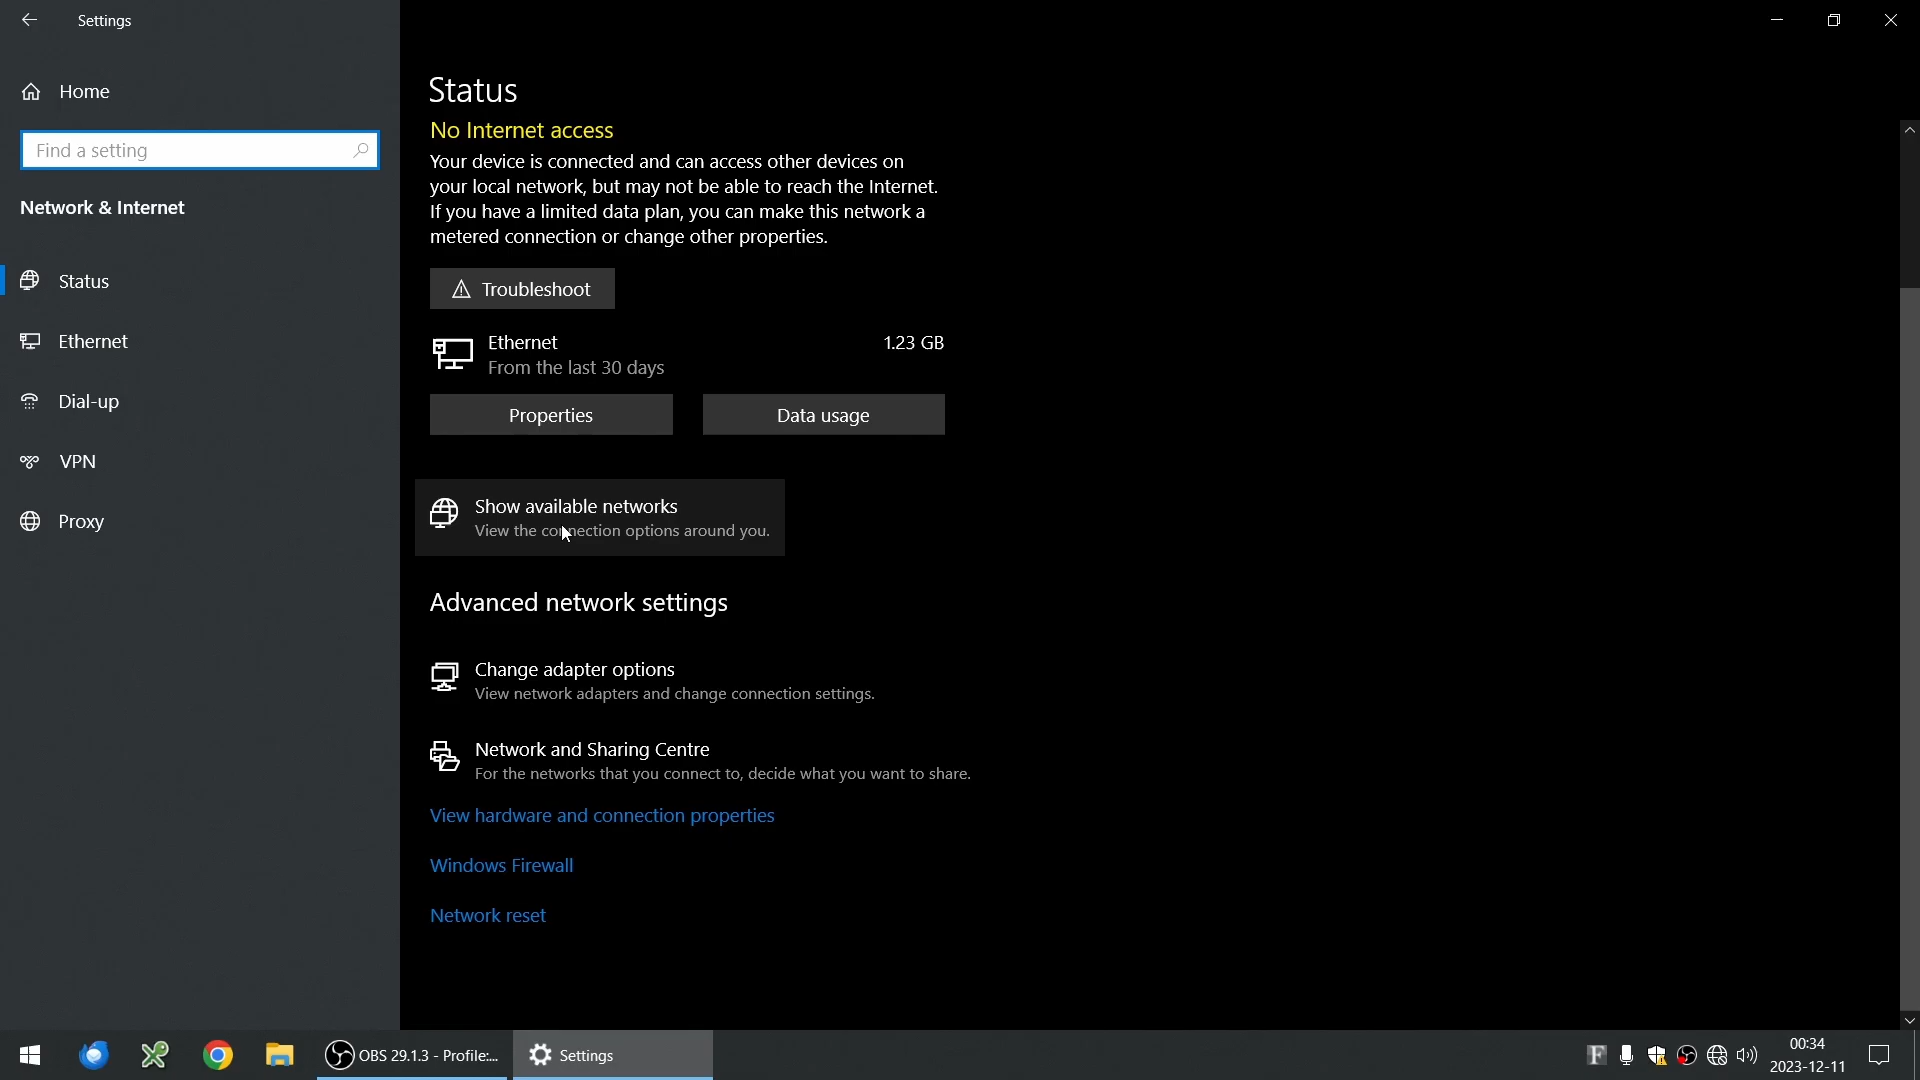 Settings
Home
Find a setting
Network & Internet
Status
Ethernet
Dial-up
VPN
Proxy
Status
No Internet access
Your device is connected and can access other devices on
your local network, but may not be able to reach the Internet.
If you have a limited data plan, you can make this network a
metered connection or change other properties.
Troubleshoot
Ethernet 1.23 GB
From the last 30 days
Properties Data usage
Show available networks
View the connection options around you.
Advanced network settings
Change adapter options
View network adapters and change connection settings.
Network and Sharing Centre
For the networks that you connect to, decide what you want to share.
View hardware and connection properties
Windows Firewall
Network reset
OBS 29.1.3 - Profile:... Settings
F
00:34
2023-12-11